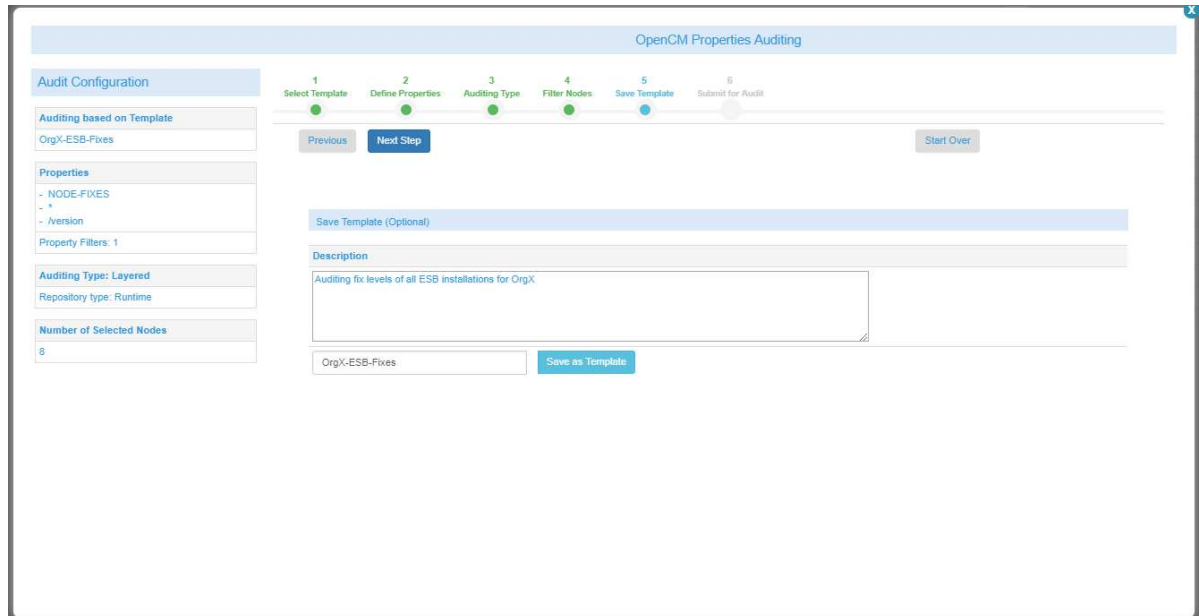 X
OpenCM Properties Auditing
Audit Configuration
Auditing based on Template
OrgX-ESB-Fixes
Properties
- NODE-FIXES
- *
- /version
Property Filters: 1
Auditing Type: Layered
Repository type: Runtime
Number of Selected Nodes
8
1 2 3 4 5 6
Select Template Define Properties Auditing Type Filter Nodes Save Template Submit for Audit
Previous Next Step Start Over
Save Template (Optional)
Description
Auditing fix levels of all ESB installations for OrgX
OrgX-ESB-Fixes Save as Template